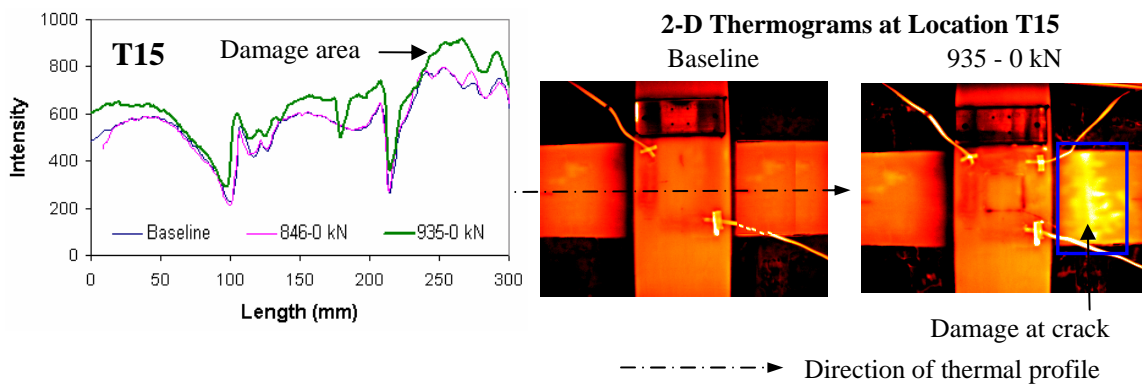 T15
Damage area
Intensity
1000
800
600
400
200
0
0
50
100
150
200
250
300
Length (mm)
Baseline
846-0 kN
935-0 kN
2-D Thermograms at Location T15
Baseline
935 - 0 kN
Damage at crack
Direction of thermal profile